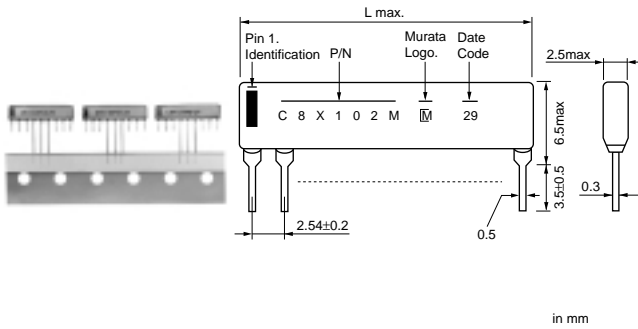 L max.
Pin 1.
Identification
P/N
Murata
Logo.
Date
Code
2.5max
C 8 X 1 0 2 M M 29
6.5max
3.5±0.5
0.3
0.5
2.54±0.2
in mm